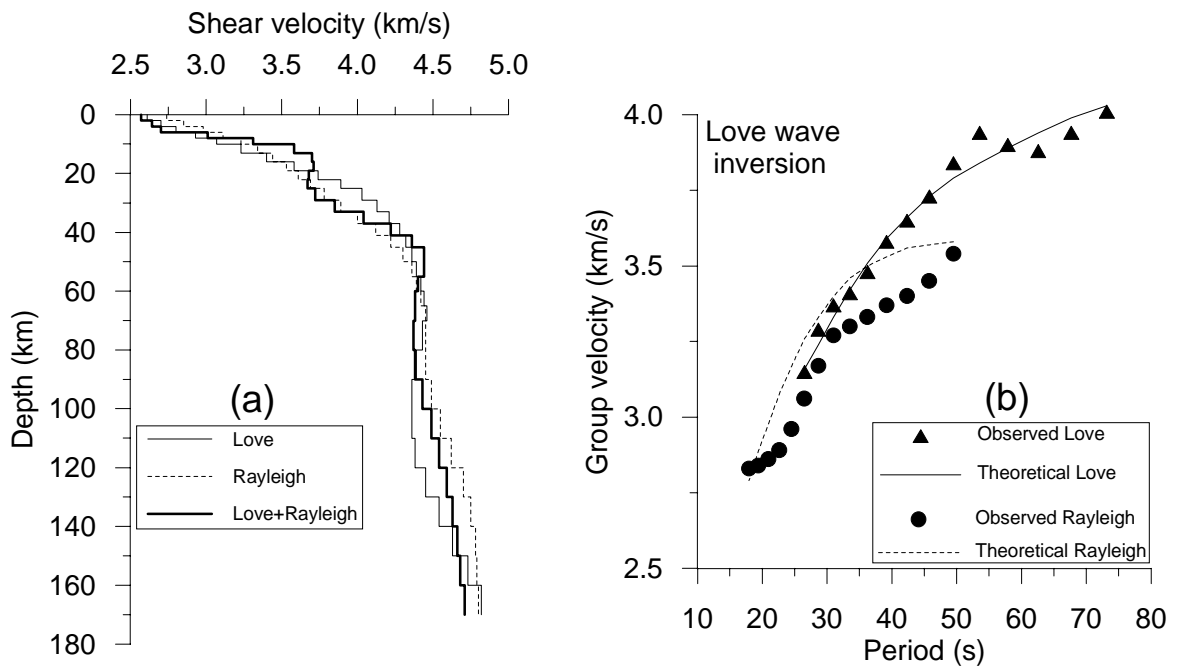 Shear velocity (km/s)
2.5 3.0 3.5 4.0 4.5 5.0
0
20
40
60
80
100
120
140
160
180
Depth (km)
(a)
Love
Rayleigh
Love+Rayleigh
Love wave
inversion
4.0
3.5
3.0
2.5
Group velocity (km/s)
(b)
Observed Love
Theoretical Love
Observed Rayleigh
Theoretical Rayleigh
10 20 30 40 50 60 70 80
Period (s)